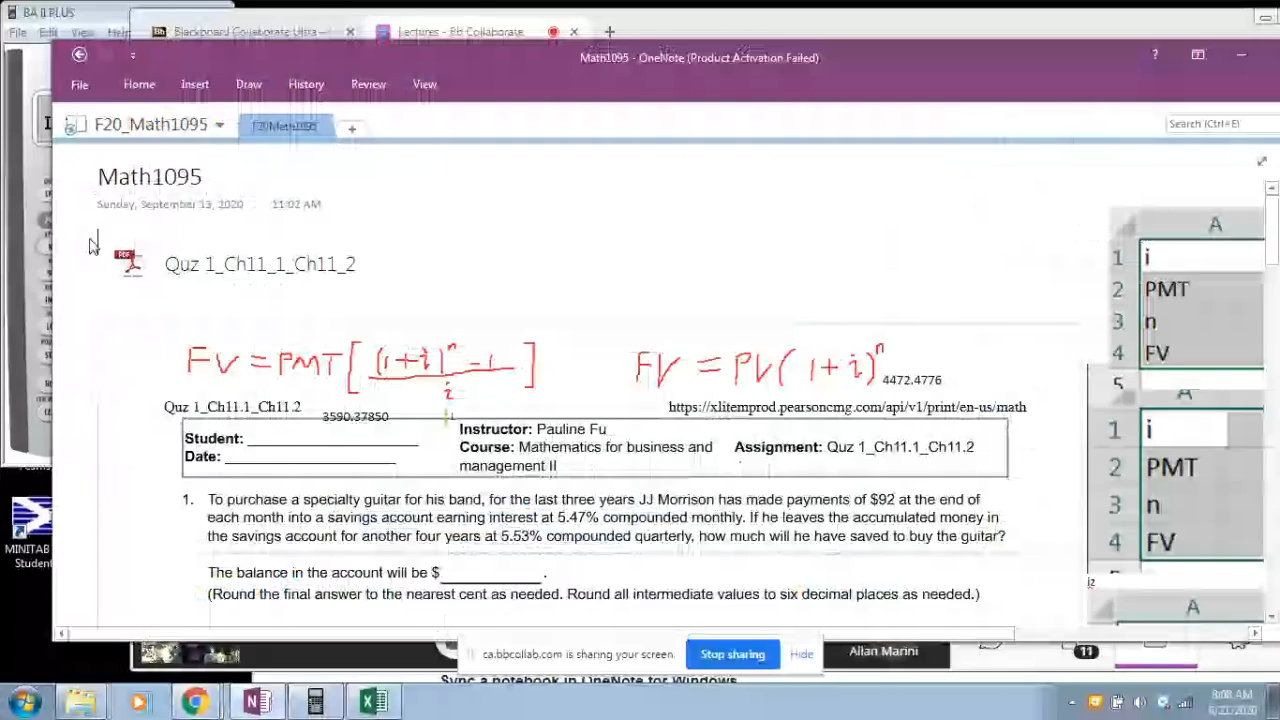 BA II PLUS
File Edit View Help
Blackboard Collaborate Ultra
Lectures - Bb Collaborate
Math1095 - OneNote (Product Activation Failed)
File Home Insert Draw History Review View
F20_Math1095
F20Math1095
Search (Ctrl+E)
Math1095
Sunday, September 13, 2020 11:02 AM
PDF
Quz 1_Ch11_1_Ch11_2
FV = PMT [ (1+i)^n - 1 / i ]
FV = PV (1+i)^n
4472.4776
Quz 1_Ch11.1_Ch11.2
3590.37850
https://xlitemprod.pearsoncmg.com/api/v1/print/en-us/math
Student: ____________________
Date: ____________________
Instructor: Pauline Fu
Course: Mathematics for business and
management II
Assignment: Quz 1_Ch11.1_Ch11.2
1. To purchase a specialty guitar for his band, for the last three years JJ Morrison has made payments of $92 at the end of
each month into a savings account earning interest at 5.47% compounded monthly. If he leaves the accumulated money in
the savings account for another four years at 5.53% compounded quarterly, how much will he have saved to buy the guitar?
The balance in the account will be $____________.
(Round the final answer to the nearest cent as needed. Round all intermediate values to six decimal places as needed.)
A
1 i
2 PMT
3 n
4 FV
5
A
1 i
2 PMT
3 n
4 FV
A
MINITAB
Student
ca.bbcollab.com is sharing your screen.
Stop sharing
Hide
Allan Marini
11
Sync a notebook in OneNote for Windows